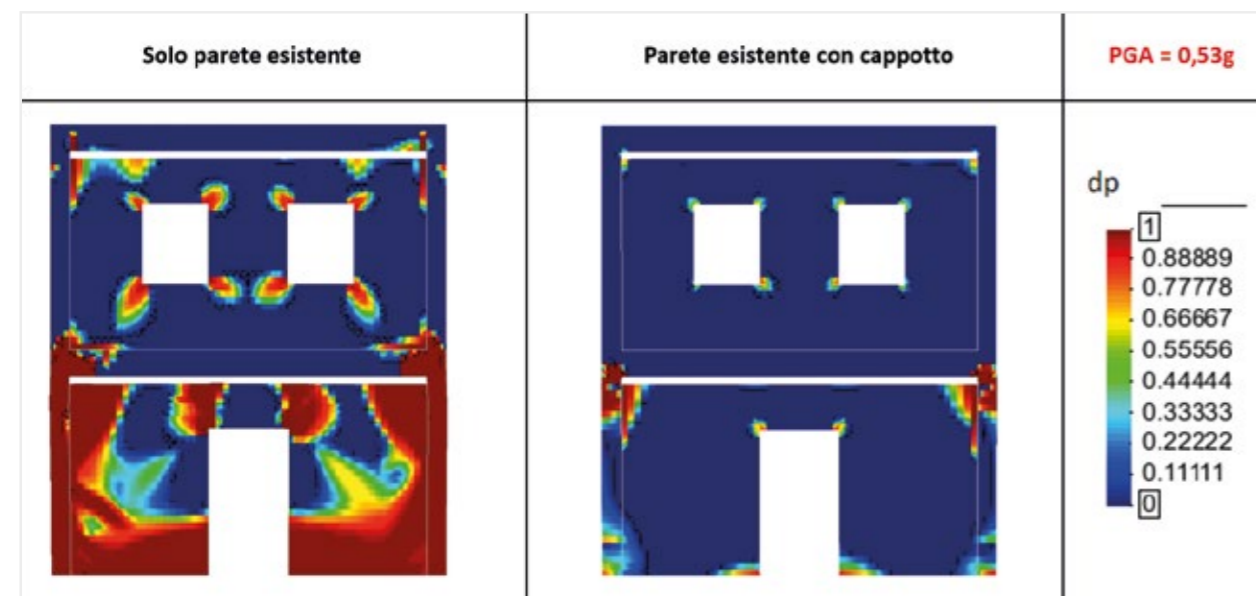 Solo parete esistente
Parete esistente con cappotto
PGA = 0,53g
dp
1
0.88889
0.77778
0.66667
0.55556
0.44444
0.33333
0.22222
0.11111
0